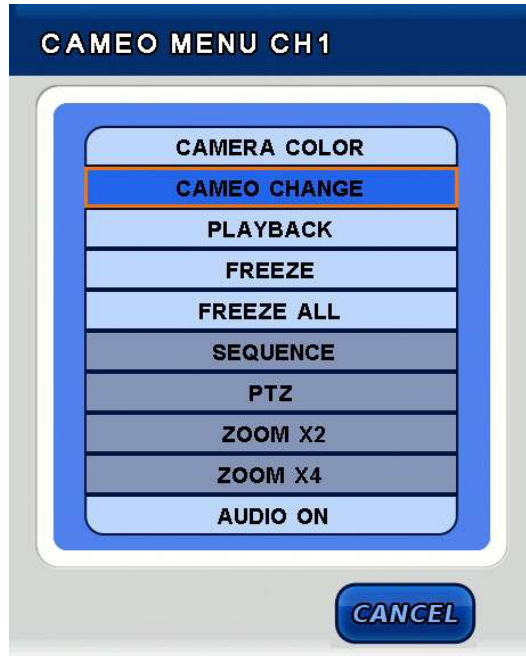 CAMEO MENU CH1
CAMERA COLOR
CAMEO CHANGE
PLAYBACK
FREEZE
FREEZE ALL
SEQUENCE
PTZ
ZOOM X2
ZOOM X4
AUDIO ON
CANCEL